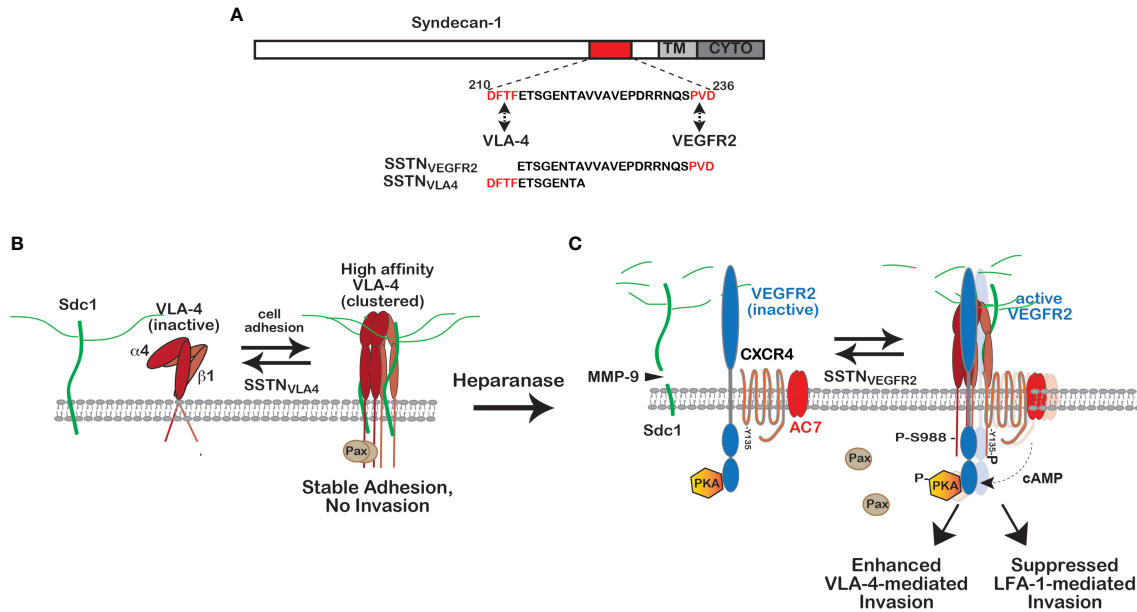 A
Syndecan-1
TM
CYTO
210
236
DFTFETSGENTAVVAVEPDRRNQSPVD
VLA-4
VEGFR2
SSTNVEGFR2
ETSGENTAVVAVEPDRRNQSPVD
SSTNVLA4
DFTFETSGENTA
B
Sdc1
VLA-4
(inactive)
α4
β1
cell
adhesion
SSTNVLA4
High affinity
VLA-4
(clustered)
Pax
Stable Adhesion,
No Invasion
Heparanase
C
MMP-9
Sdc1
VEGFR2
(inactive)
CXCR4
AC7
Y135
PKA
SSTNVEGFR2
Pax
Pax
active
VEGFR2
P-S988
-Y135-P
P-
PKA
cAMP
Enhanced
VLA-4-mediated
Invasion
Suppressed
LFA-1-mediated
Invasion